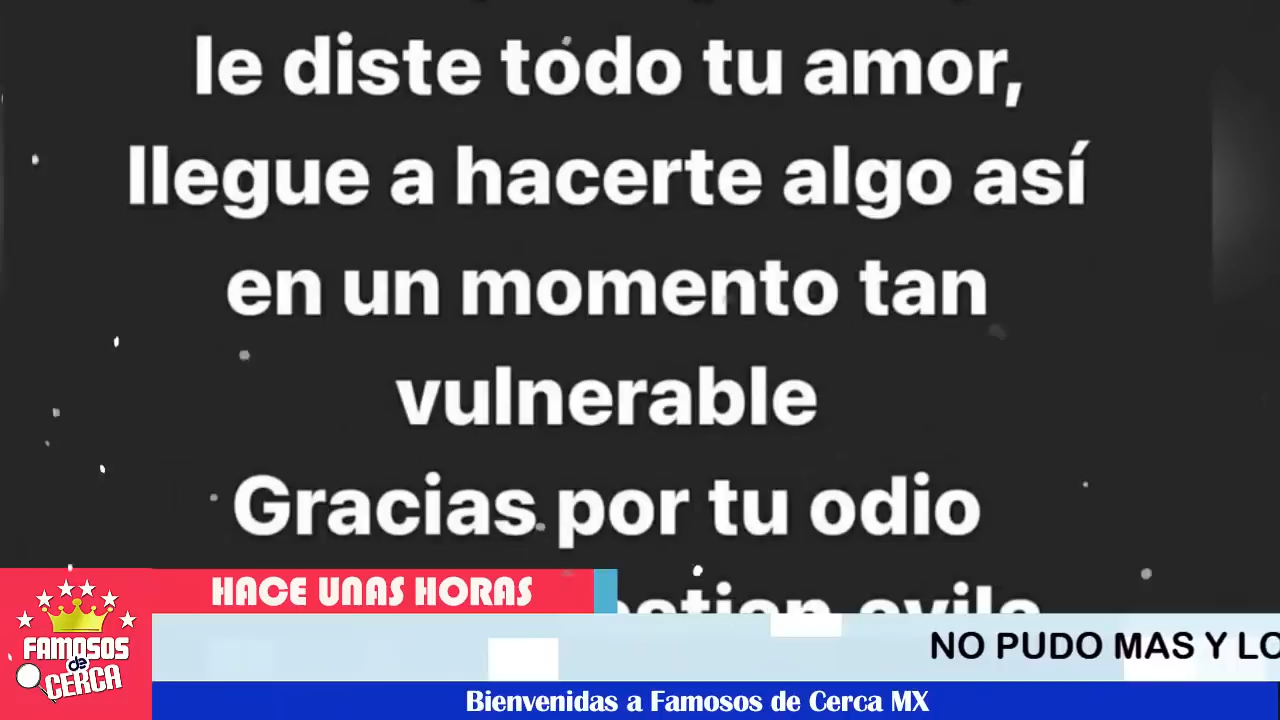 le diste todo tu amor,
llegue a hacerte algo así
en un momento tan
vulnerable
Gracias por tu odio
HACE UNAS HORAS
NO PUDO MAS Y LO
FAMOSOS
de
CERCA
Bienvenidas a Famosos de Cerca MX